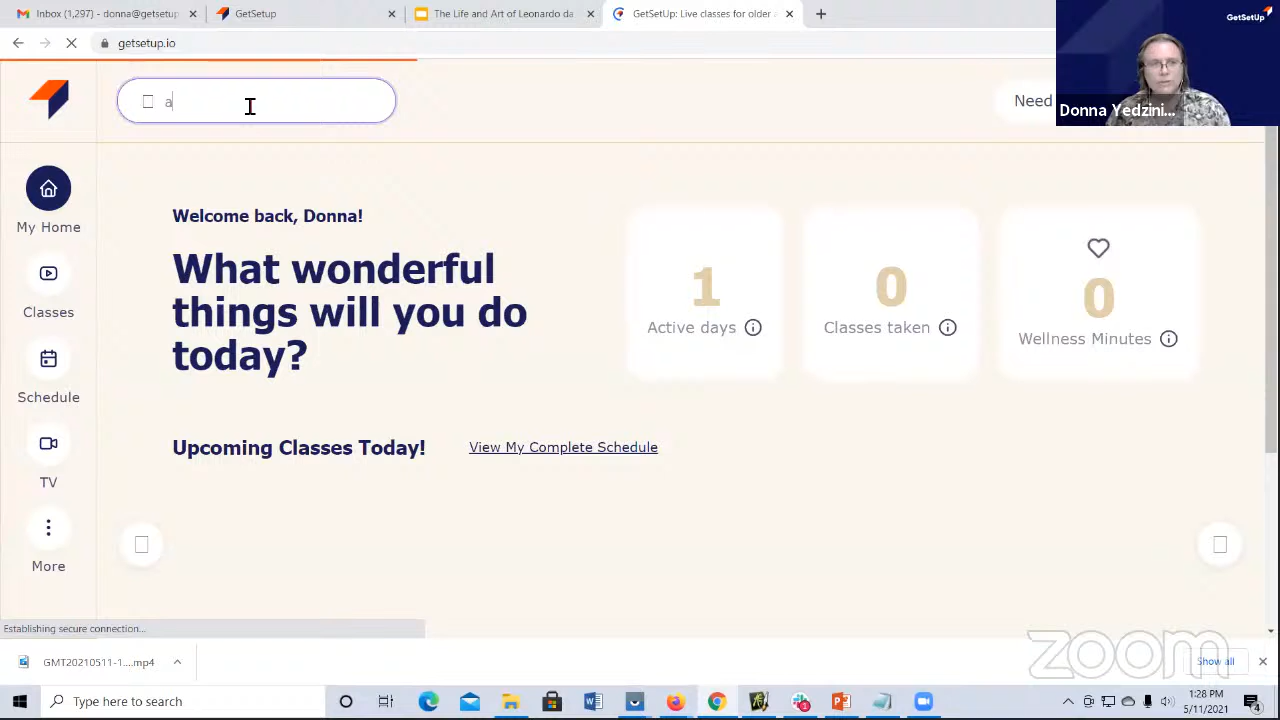 Inbox (1,297) - donna@getsetup
GetSetup
The Life and Art of Leonardo da
GetSetUp: Live classes for older
GetSetUp
getsetup.io
a
Need
Donna Yedzini...
My Home
Welcome back, Donna!
What wonderful
things will you do
today?
1
Active days
0
Classes taken
0
Wellness Minutes
Classes
Schedule
Upcoming Classes Today!
View My Complete Schedule
TV
More
Establishing secure connection...
zoom
GMT20210511-1....mp4
Show all
Type here to search
1:28 PM
5/11/2021
4